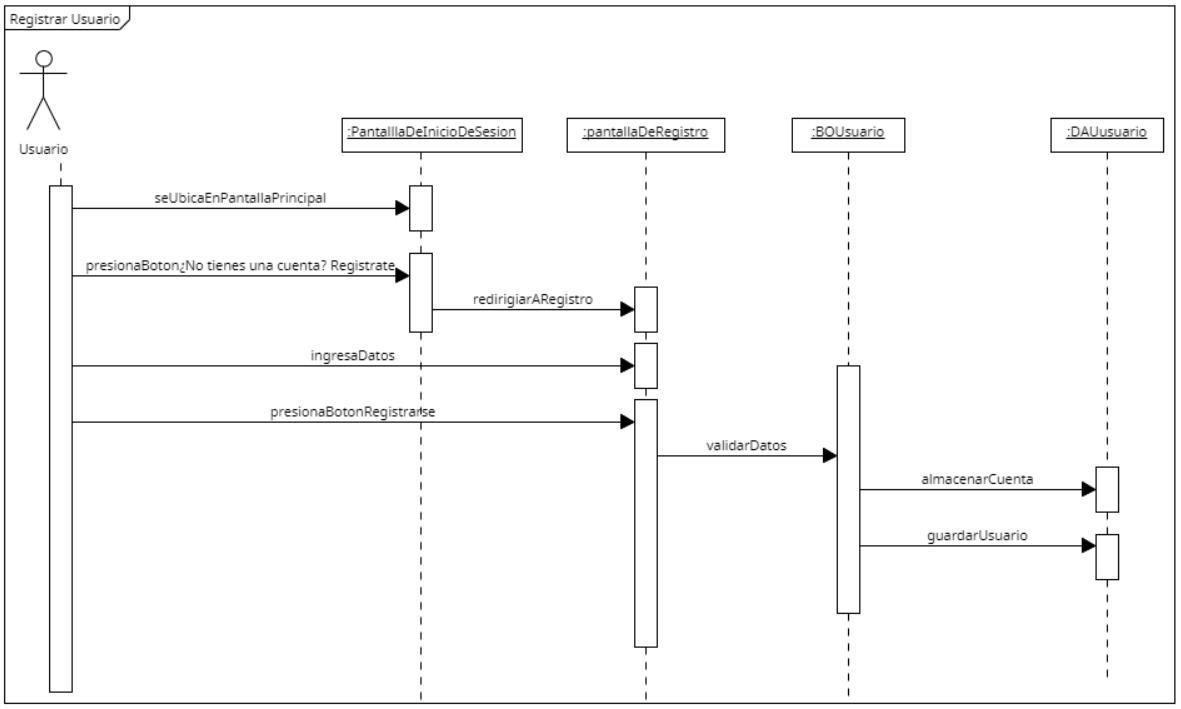 Registrar Usuario
Usuario
:PantalllaDeInicioDeSesion
:pantallaDeRegistro
:BOUsuario
:DAUusuario
seUbicaEnPantallaPrincipal
presionaBoton¿No tienes una cuenta? Registrate
redirigiarARegistro
ingresaDatos
presionaBotonRegistrarse
validarDatos
almacenarCuenta
guardarUsuario